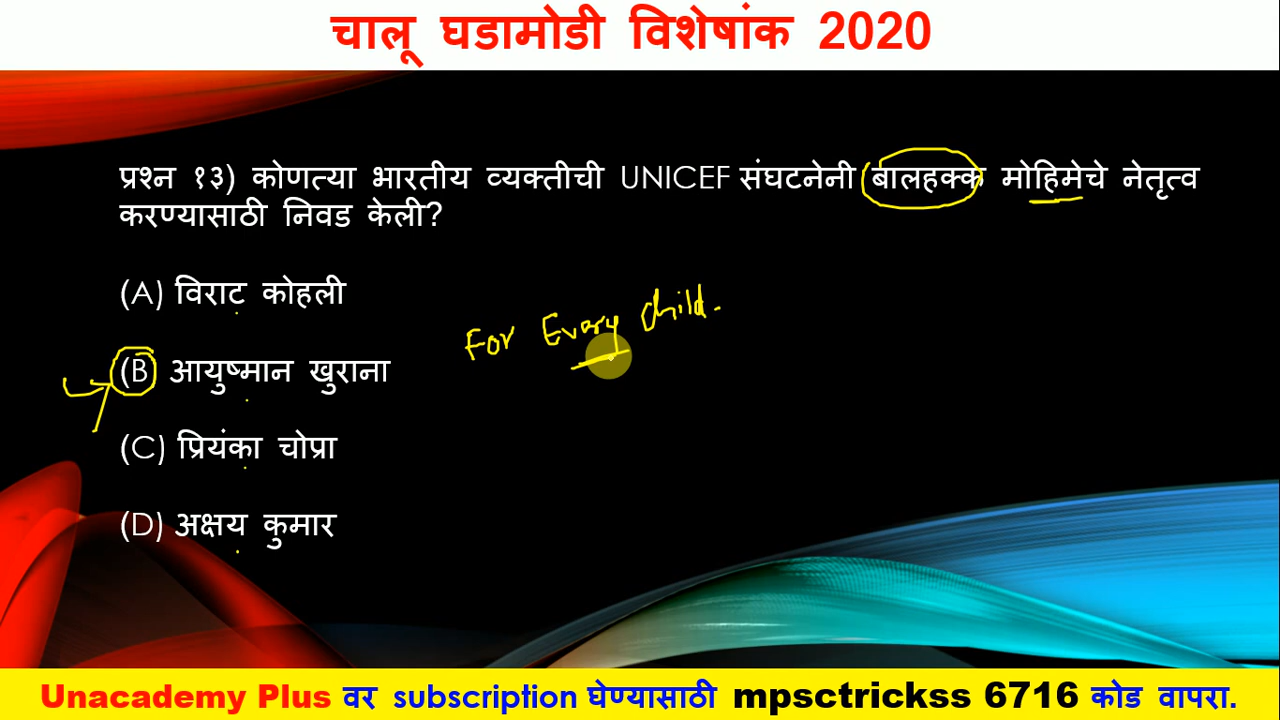 चालू घडामोडी विशेषांक 2020
प्रश्न १३) कोणत्या भारतीय व्यक्तीची UNICEF संघटनेनी बालहक्क मोहिमेचे नेतृत्व
करण्यासाठी निवड केली?
(A) विराट कोहली
For Every child.
(B) आयुष्मान खुराना
(C) प्रियंका चोप्रा
(D) अक्षय कुमार
Unacademy Plus वर subscription घेण्यासाठी mpsctrickss 6716 कोड वापरा.